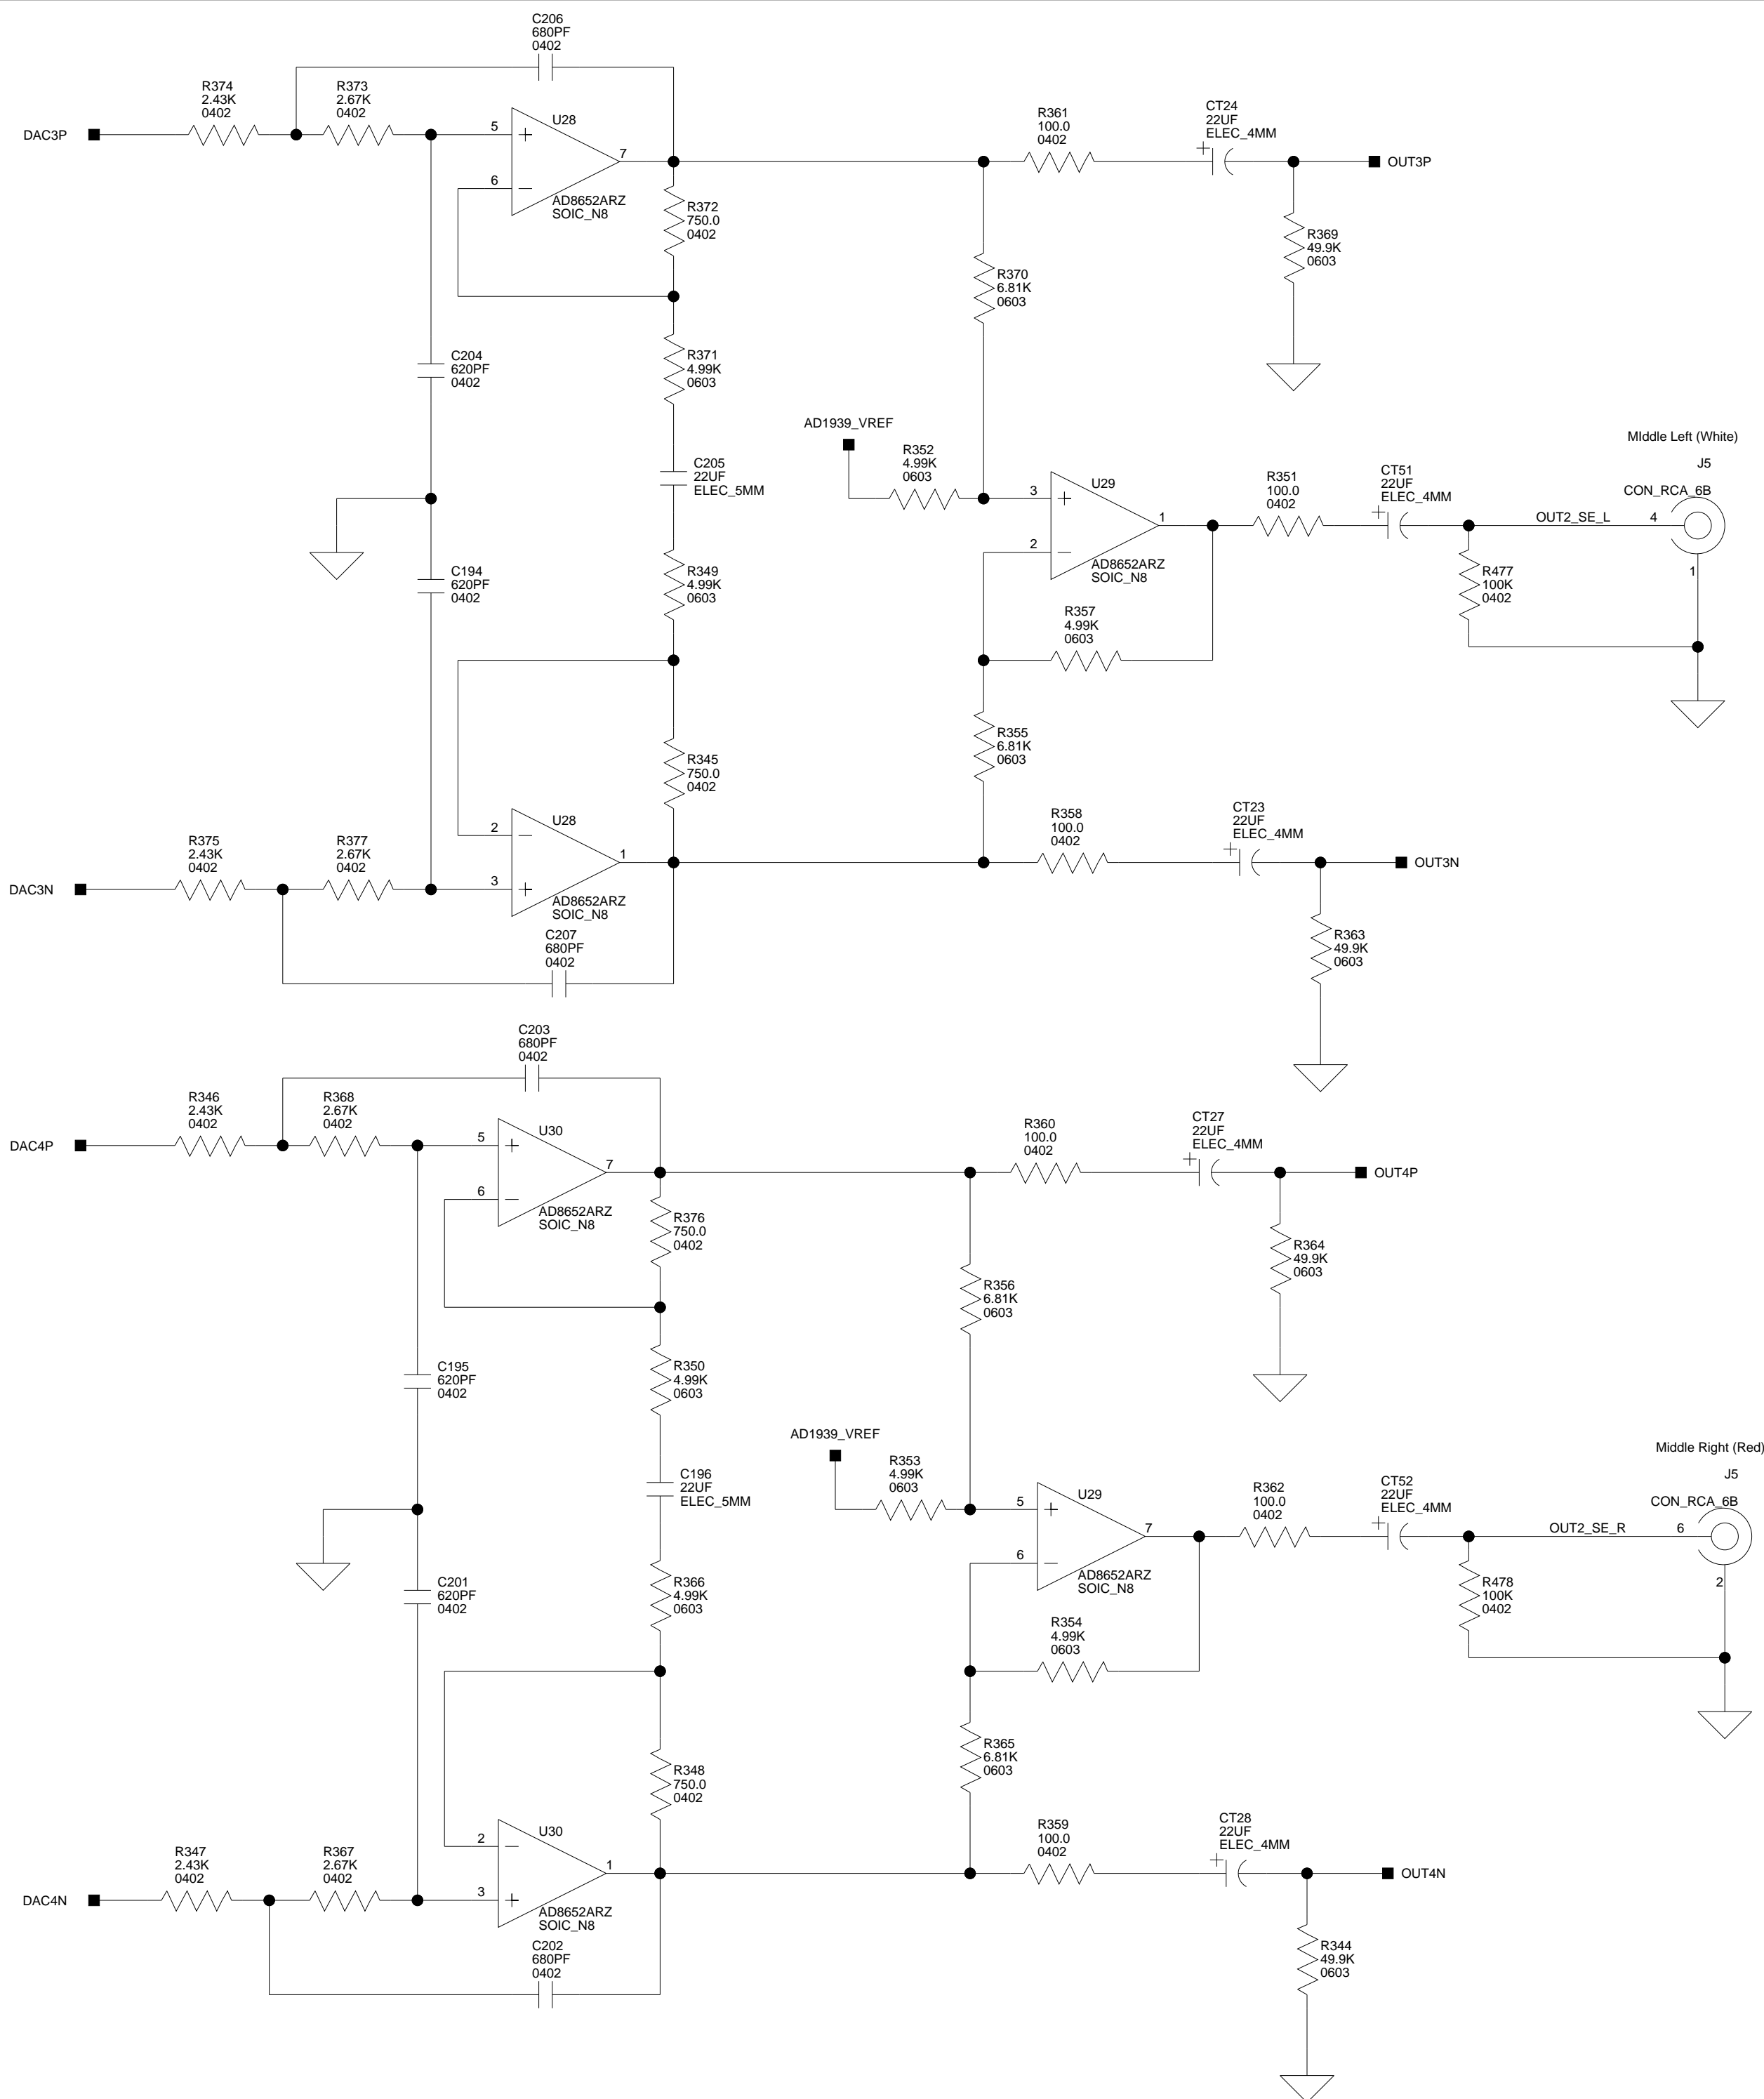 C206
680PF
0402
R374
2.43K
0402
R373
2.67K
0402
DAC3P
5
6
7
U28
AD8652ARZ
SOIC_N8
R372
750.0
0402
R361
100.0
0402
CT24
22UF
ELEC_4MM
OUT3P
R369
49.9K
0603
R370
6.81K
0603
C204
620PF
0402
R371
4.99K
0603
C205
22UF
ELEC_5MM
AD1939_VREF
R352
4.99K
0603
3
2
1
U29
AD8652ARZ
SOIC_N8
R351
100.0
0402
CT51
22UF
ELEC_4MM
MIddle Left (White)
J5
CON_RCA_6B
OUT2_SE_L
4
1
R477
100K
0402
C194
620PF
0402
R349
4.99K
0603
R357
4.99K
0603
R355
6.81K
0603
R345
750.0
0402
DAC3N
R375
2.43K
0402
R377
2.67K
0402
2
3
1
U28
AD8652ARZ
SOIC_N8
C207
680PF
0402
R358
100.0
0402
CT23
22UF
ELEC_4MM
OUT3N
R363
49.9K
0603
C203
680PF
0402
R346
2.43K
0402
R368
2.67K
0402
DAC4P
5
6
7
U30
AD8652ARZ
SOIC_N8
R376
750.0
0402
R360
100.0
0402
CT27
22UF
ELEC_4MM
OUT4P
R364
49.9K
0603
R356
6.81K
0603
C195
620PF
0402
R350
4.99K
0603
C196
22UF
ELEC_5MM
AD1939_VREF
R353
4.99K
0603
5
6
7
U29
AD8652ARZ
SOIC_N8
R362
100.0
0402
CT52
22UF
ELEC_4MM
Middle Right (Red)
J5
CON_RCA_6B
OUT2_SE_R
6
2
R478
100K
0402
C201
620PF
0402
R366
4.99K
0603
R354
4.99K
0603
R365
6.81K
0603
R348
750.0
0402
DAC4N
R347
2.43K
0402
R367
2.67K
0402
2
3
1
U30
AD8652ARZ
SOIC_N8
C202
680PF
0402
R359
100.0
0402
CT28
22UF
ELEC_4MM
OUT4N
R344
49.9K
0603